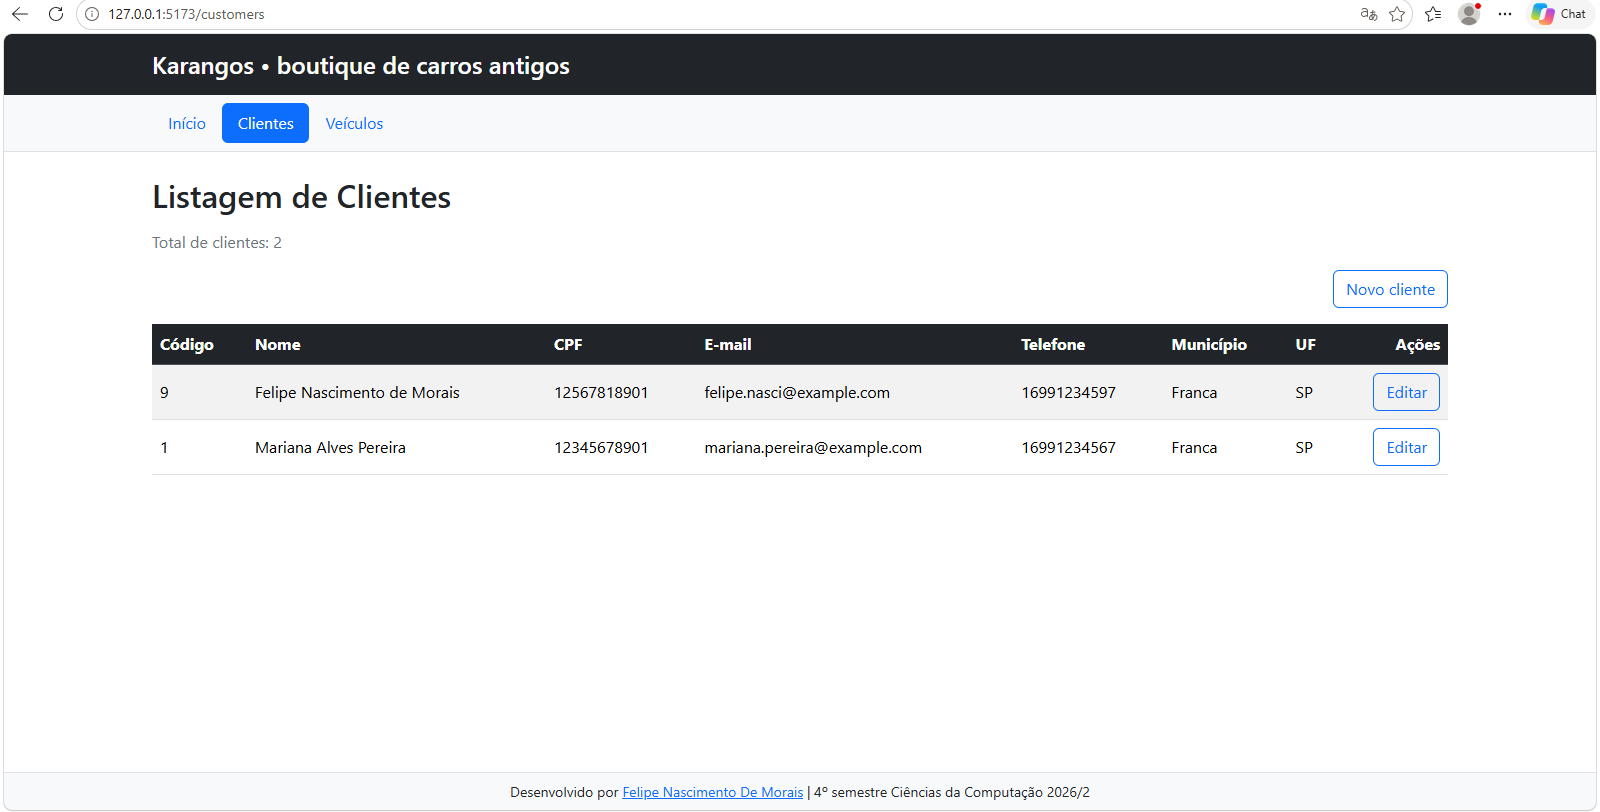 127.0.0.1:5173/customers
Chat
Karangos • boutique de carros antigos
Início Clientes Veículos
Listagem de Clientes
Total de clientes: 2
Novo cliente
Código Nome CPF E-mail Telefone Município UF Ações
9 Felipe Nascimento de Morais 12567818901 felipe.nasci@example.com 16991234597 Franca SP Editar
1 Mariana Alves Pereira 12345678901 mariana.pereira@example.com 16991234567 Franca SP Editar
Desenvolvido por Felipe Nascimento De Morais | 4º semestre Ciências da Computação 2026/2